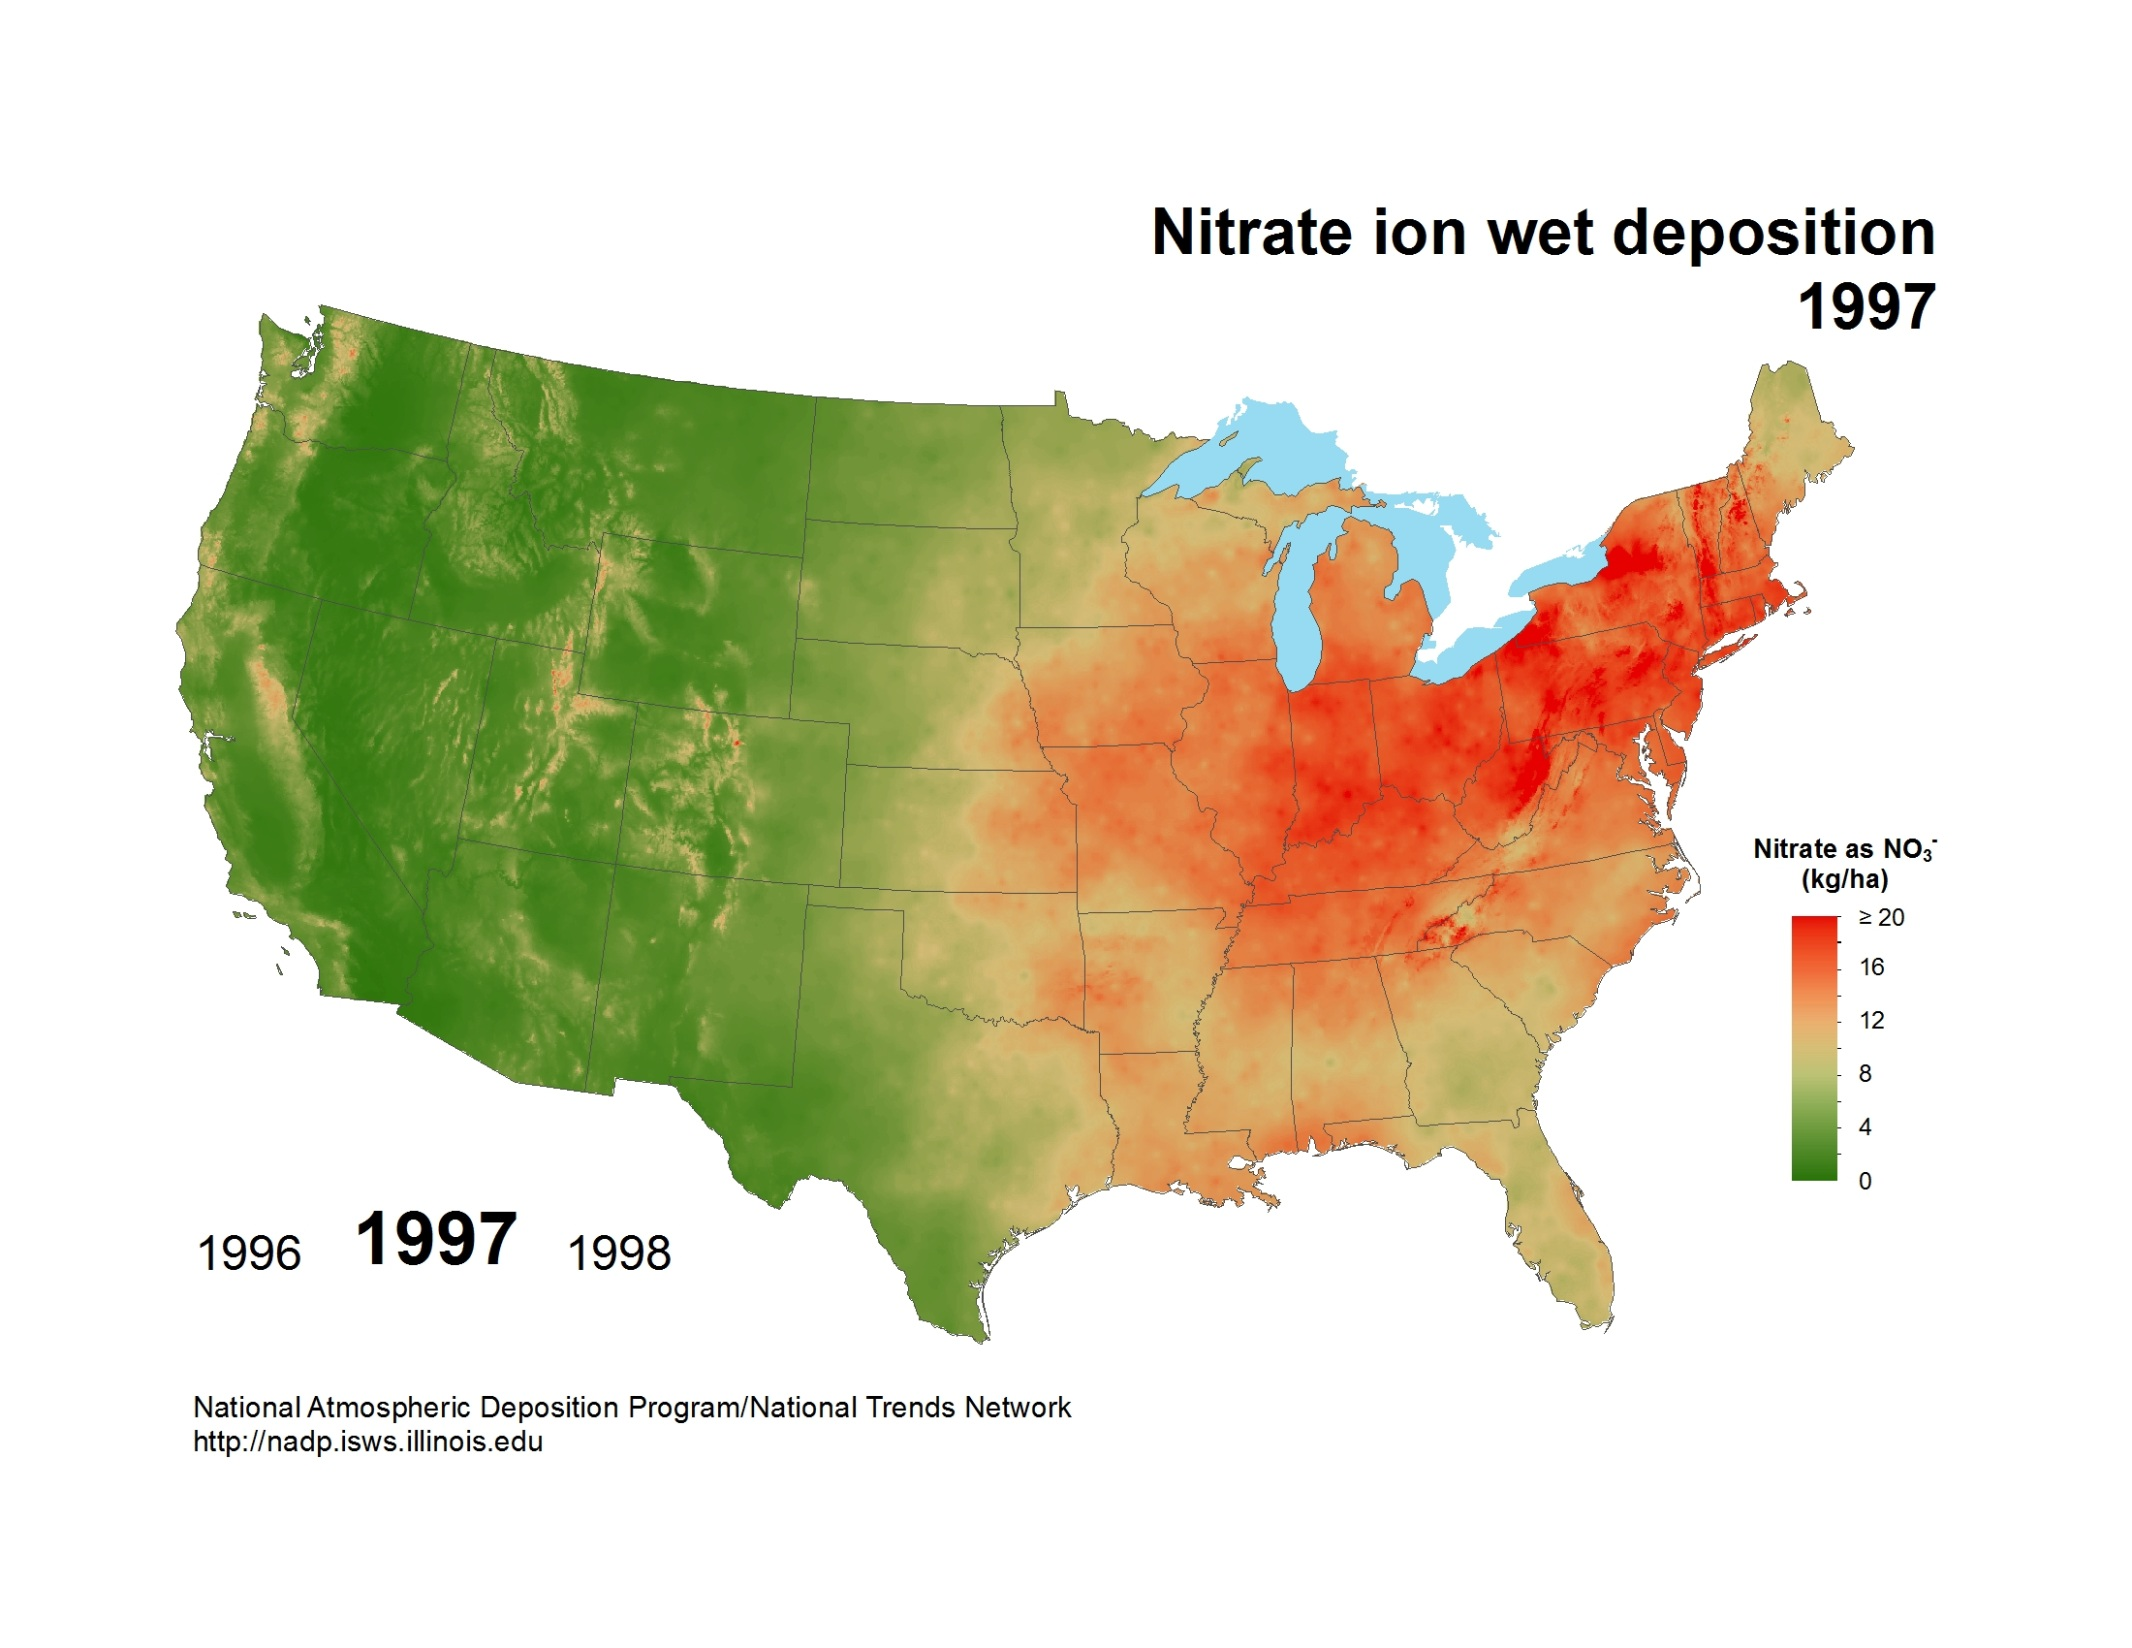 Nitrate ion wet deposition
1997
Nitrate as NO₃⁻
(kg/ha)
≥ 20
16
12
8
4
0
1996 1997 1998
National Atmospheric Deposition Program/National Trends Network
http://nadp.isws.illinois.edu